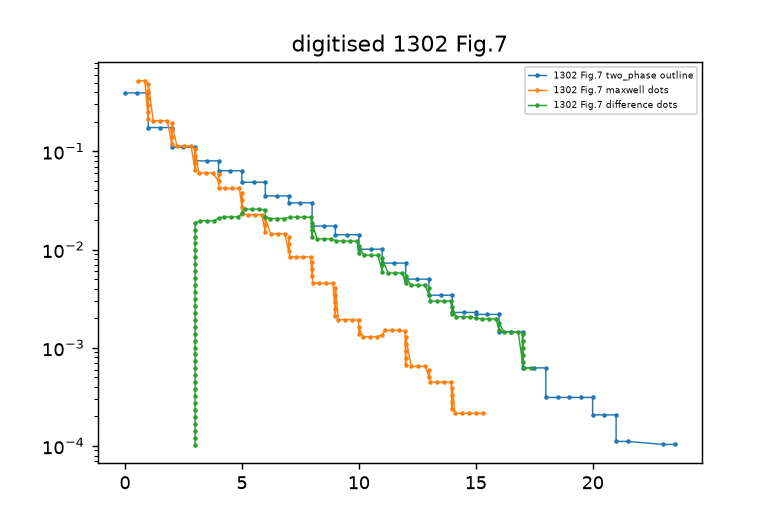 digitised 1302 Fig.7
1302 Fig.7 two_phase outline
1302 Fig.7 maxwell dots
1302 Fig.7 difference dots
10⁻¹
10⁻²
10⁻³
10⁻⁴
0 5 10 15 20